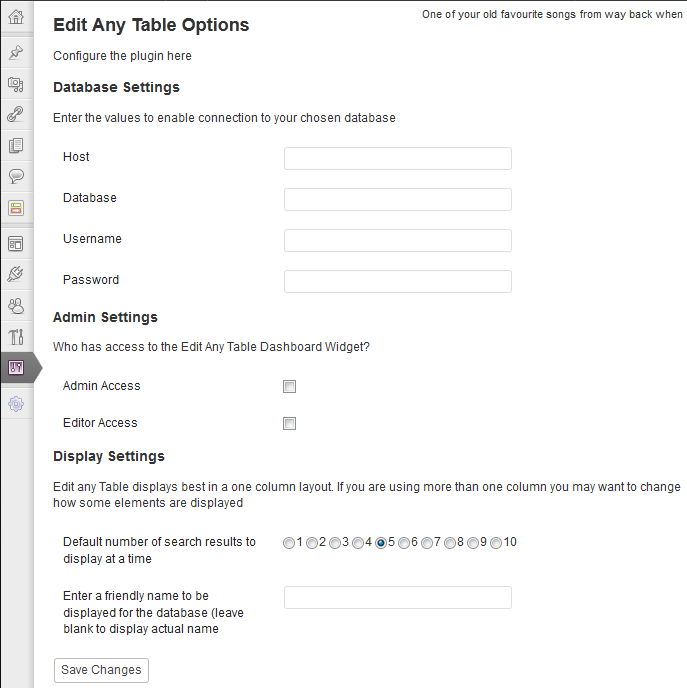 One of your old favourite songs from way back when
Edit Any Table Options
Configure the plugin here
Database Settings
Enter the values to enable connection to your chosen database
Host
Database
Username
Password
Admin Settings
Who has access to the Edit Any Table Dashboard Widget?
Admin Access
Editor Access
Display Settings
Edit any Table displays best in a one column layout. If you are using more than one column you may want to change
how some elements are displayed
Default number of search results to
display at a time
1 2 3 4 5 6 7 8 9 10
Enter a friendly name to be
displayed for the database (leave
blank to display actual name
Save Changes